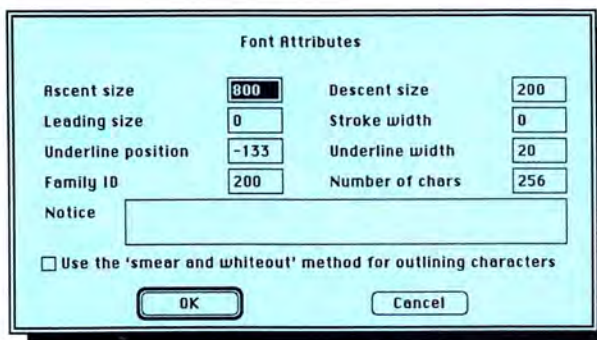 Font Attributes
Ascent size 800 Descent size 200
Leading size 0 Stroke width 0
Underline position -133 Underline width 20
Family ID 200 Number of chars 256
Notice
Use the ‘smear and whiteout’ method for outlining characters
OK Cancel